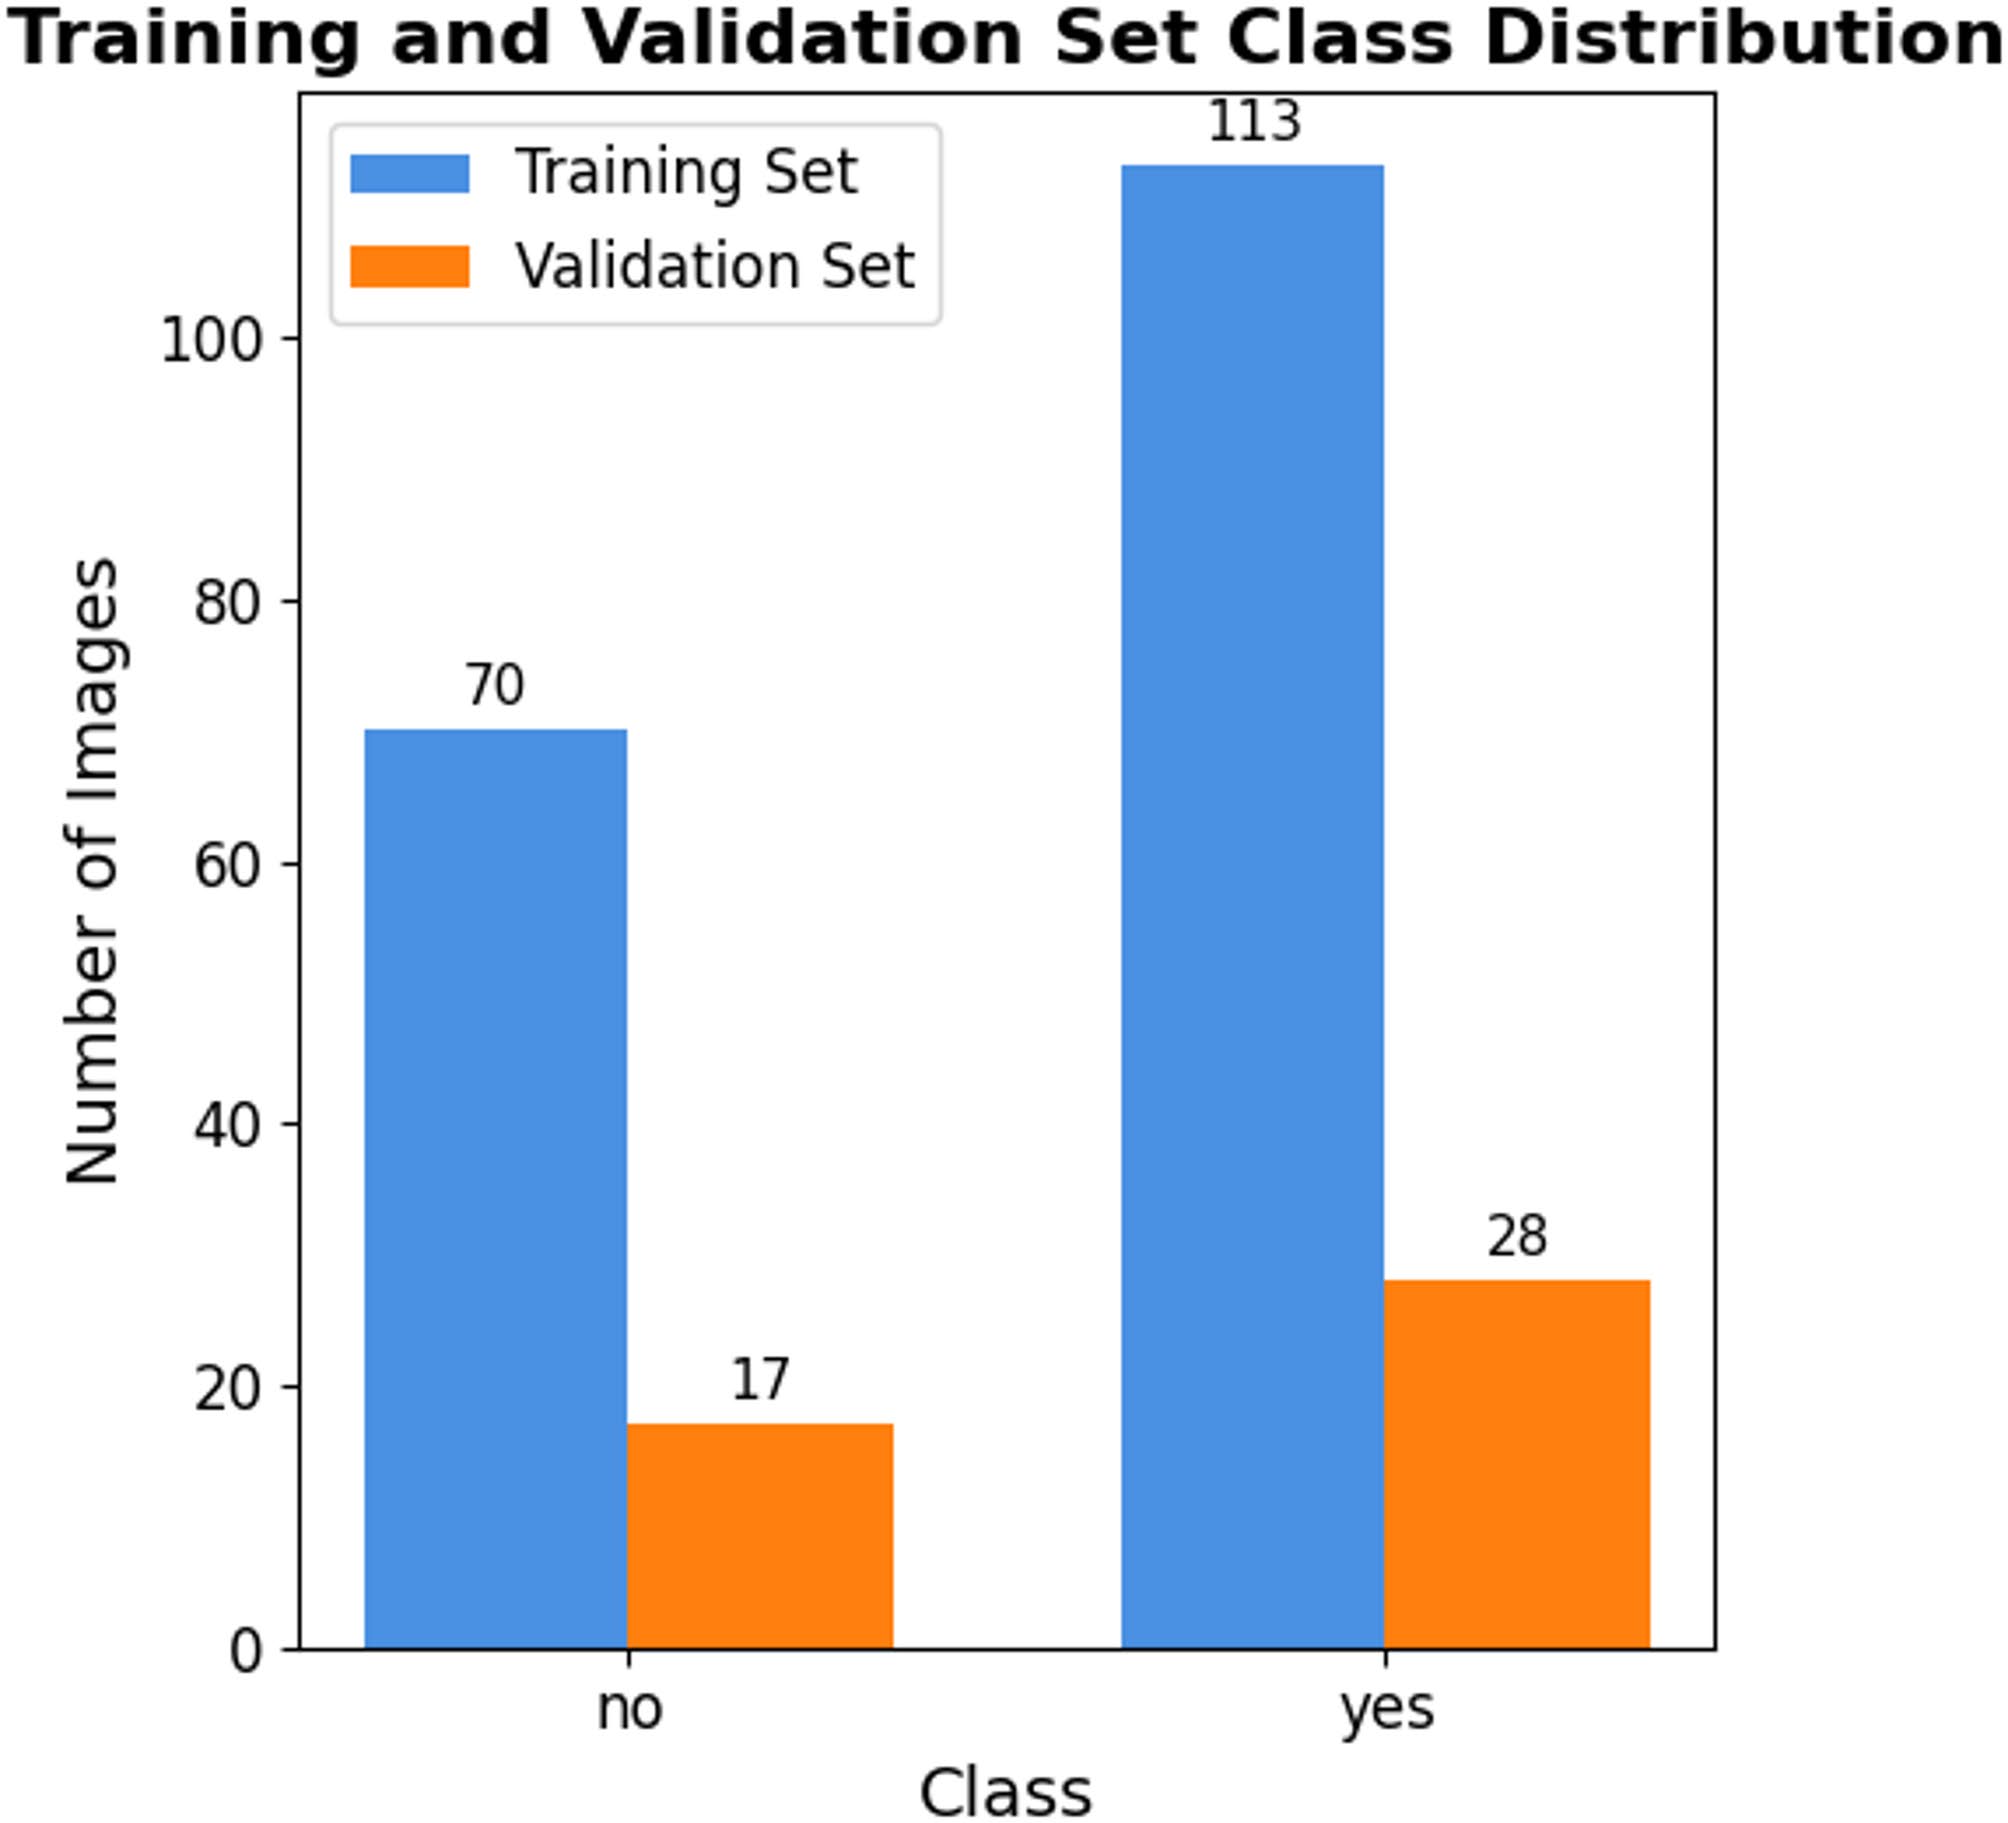 Training and Validation Set Class Distribution
Training Set
Validation Set
113
100
80
70
60
40
28
20
17
0
no
yes
Number of Images
Class